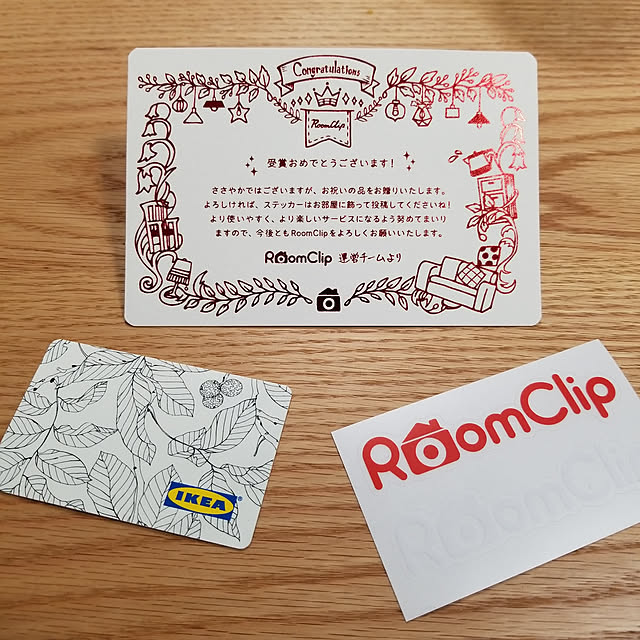 Congratulations
RoomClip
受賞おめでとうございます!
ささやかではございますが、お祝いの品をお贈りいたします。
よろしければ、ステッカーはお部屋に飾って投稿してくださいね!
より使いやすく、より楽しいサービスになるよう努めてまいり
ますので、今後ともRoomClipをよろしくお願いいたします。
RoomClip 運営チームより
IKEA®
RoomClip
RoomClip